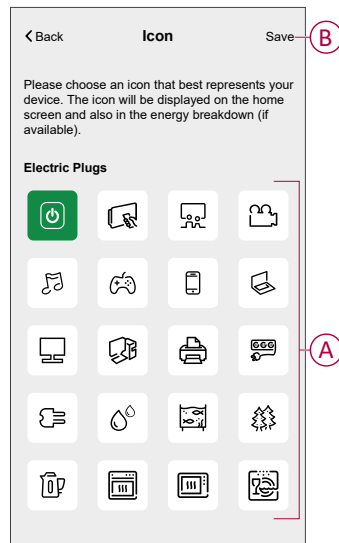 Back Icon Save B
Please choose an icon that best represents your
device. The icon will be displayed on the home
screen and also in the energy breakdown (if
available).
Electric Plugs
A